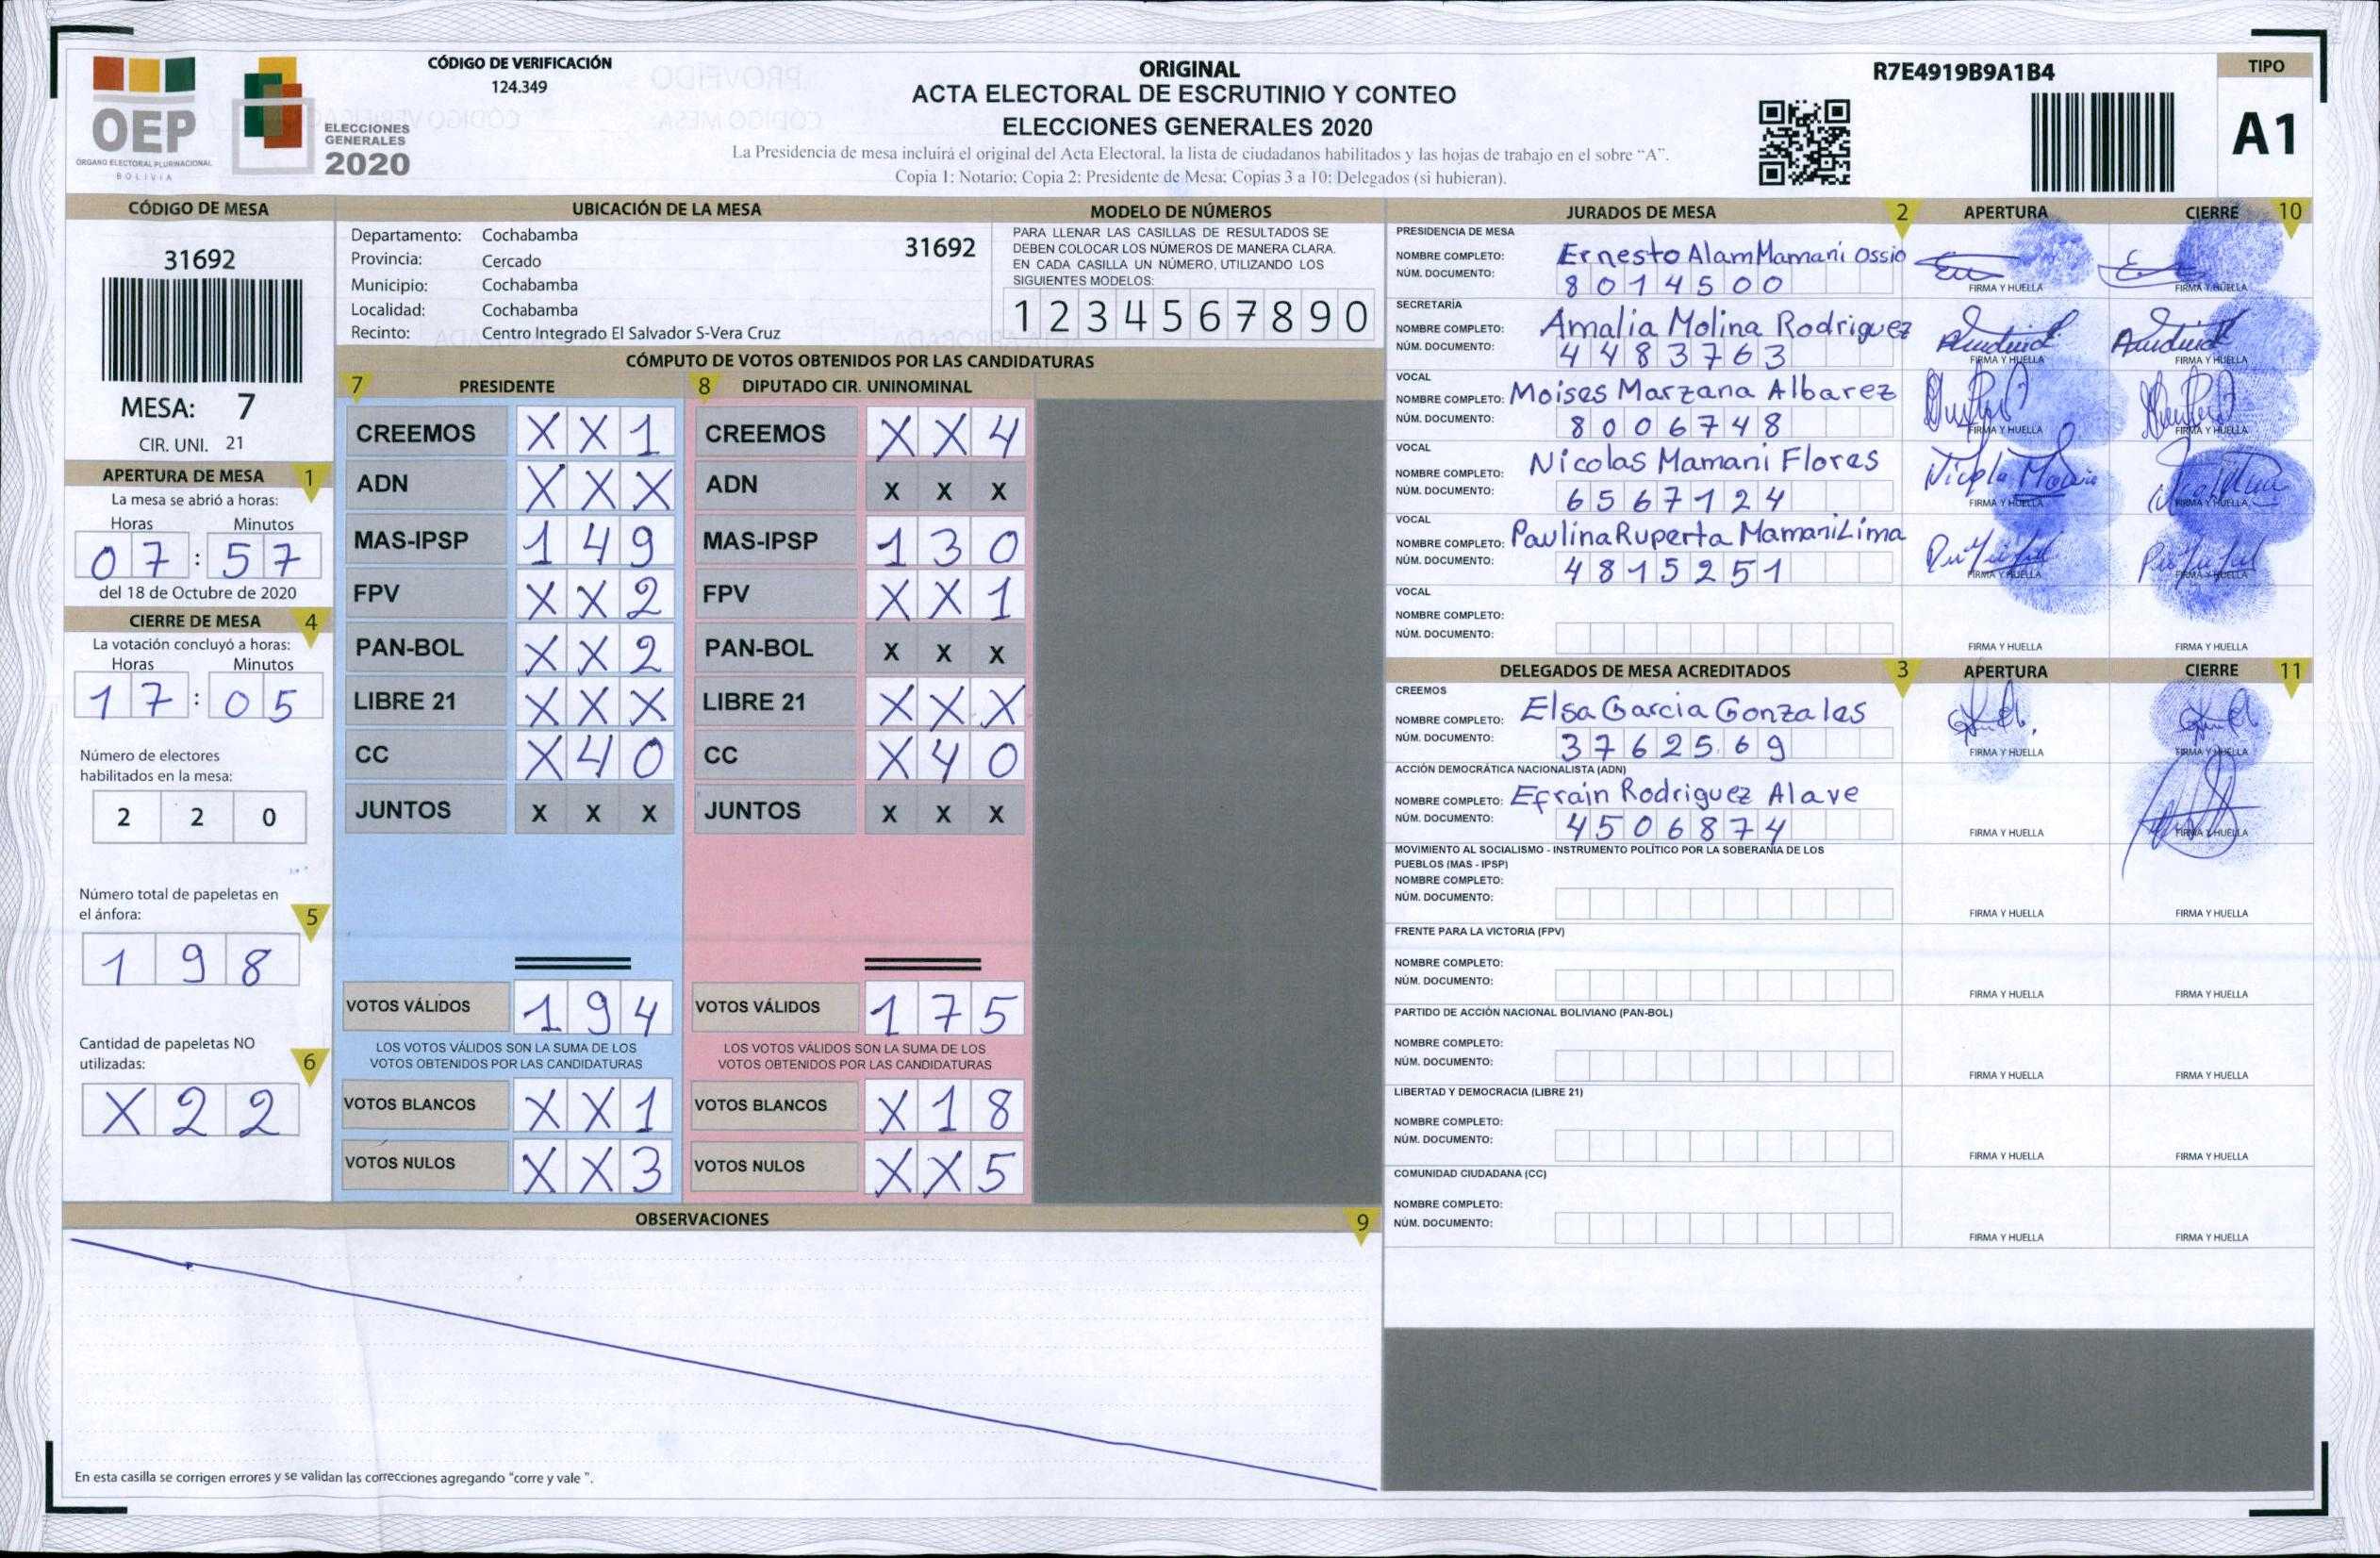 OEP
ÓRGANO ELECTORAL PLURINACIONAL
BOLIVIA
ELECCIONES
GENERALES
2020
CÓDIGO DE VERIFICACIÓN
124.349
ORIGINAL
ACTA ELECTORAL DE ESCRUTINIO Y CONTEO
ELECCIONES GENERALES 2020
La Presidencia de mesa incluirá el original del Acta Electoral, la lista de ciudadanos habilitados y las hojas de trabajo en el sobre "A".
Copia 1: Notario; Copia 2: Presidente de Mesa; Copias 3 a 10: Delegados (si hubieran).
R7E4919B9A1B4
TIPO
A1
CÓDIGO DE MESA
31692
MESA: 7
CIR. UNI. 21
APERTURA DE MESA 1
La mesa se abrió a horas:
Horas Minutos
07:57
del 18 de Octubre de 2020
CIERRE DE MESA 4
La votación concluyó a horas:
Horas Minutos
17:05
Número de electores
habilitados en la mesa:
2 2 0
Número total de papeletas en
el ánfora: 5
1 9 8
Cantidad de papeletas NO
utilizadas: 6
X 2 2
UBICACIÓN DE LA MESA
Departamento: Cochabamba 31692
Provincia: Cercado
Municipio: Cochabamba
Localidad: Cochabamba
Recinto: Centro Integrado El Salvador S-Vera Cruz
MODELO DE NÚMEROS
PARA LLENAR LAS CASILLAS DE RESULTADOS SE
DEBEN COLOCAR LOS NÚMEROS DE MANERA CLARA.
EN CADA CASILLA UN NÚMERO, UTILIZANDO LOS
SIGUIENTES MODELOS:
1 2 3 4 5 6 7 8 9 0
CÓMPUTO DE VOTOS OBTENIDOS POR LAS CANDIDATURAS
7 PRESIDENTE 8 DIPUTADO CIR. UNINOMINAL
CREEMOS X X 1 CREEMOS X X 4
ADN X X X ADN X X X
MAS-IPSP 1 4 9 MAS-IPSP 1 3 0
FPV X X 2 FPV X X 1
PAN-BOL X X 2 PAN-BOL X X X
LIBRE 21 X X X LIBRE 21 X X X
CC X 4 0 CC X 4 0
JUNTOS X X X JUNTOS X X X
VOTOS VÁLIDOS 1 9 4 VOTOS VÁLIDOS 1 7 5
LOS VOTOS VÁLIDOS SON LA SUMA DE LOS LOS VOTOS VÁLIDOS SON LA SUMA DE LOS
VOTOS OBTENIDOS POR LAS CANDIDATURAS VOTOS OBTENIDOS POR LAS CANDIDATURAS
VOTOS BLANCOS X X 1 VOTOS BLANCOS X 1 8
VOTOS NULOS X X 3 VOTOS NULOS X X 5
OBSERVACIONES 9
En esta casilla se corrigen errores y se validan las correcciones agregando "corre y vale ".
JURADOS DE MESA 2 APERTURA CIERRE 10
PRESIDENCIA DE MESA
NOMBRE COMPLETO: Ernesto Alam Mamani Ossio
NÚM. DOCUMENTO: 8014500
FIRMA Y HUELLA FIRMA Y HUELLA
SECRETARÍA
NOMBRE COMPLETO: Amalia Molina Rodriguez
NÚM. DOCUMENTO: 4483763
FIRMA Y HUELLA FIRMA Y HUELLA
VOCAL
NOMBRE COMPLETO: Moises Marzana Albarez
NÚM. DOCUMENTO: 8006748
FIRMA Y HUELLA FIRMA Y HUELLA
VOCAL
NOMBRE COMPLETO: Nicolas Mamani Flores
NÚM. DOCUMENTO: 6567124
FIRMA Y HUELLA FIRMA Y HUELLA
VOCAL
NOMBRE COMPLETO: Paulina Ruperta Mamani Lima
NÚM. DOCUMENTO: 4815251
FIRMA Y HUELLA FIRMA Y HUELLA
VOCAL
NOMBRE COMPLETO:
NÚM. DOCUMENTO:
FIRMA Y HUELLA FIRMA Y HUELLA
DELEGADOS DE MESA ACREDITADOS 3 APERTURA CIERRE 11
CREEMOS
NOMBRE COMPLETO: Elsa Garcia Gonzales
NÚM. DOCUMENTO: 3762569
FIRMA Y HUELLA FIRMA Y HUELLA
ACCIÓN DEMOCRÁTICA NACIONALISTA (ADN)
NOMBRE COMPLETO: Efrain Rodriguez Alave
NÚM. DOCUMENTO: 4506874
FIRMA Y HUELLA FIRMA Y HUELLA
MOVIMIENTO AL SOCIALISMO - INSTRUMENTO POLÍTICO POR LA SOBERANÍA DE LOS
PUEBLOS (MAS - IPSP)
NOMBRE COMPLETO:
NÚM. DOCUMENTO:
FIRMA Y HUELLA FIRMA Y HUELLA
FRENTE PARA LA VICTORIA (FPV)
NOMBRE COMPLETO:
NÚM. DOCUMENTO:
FIRMA Y HUELLA FIRMA Y HUELLA
PARTIDO DE ACCIÓN NACIONAL BOLIVIANO (PAN-BOL)
NOMBRE COMPLETO:
NÚM. DOCUMENTO:
FIRMA Y HUELLA FIRMA Y HUELLA
LIBERTAD Y DEMOCRACIA (LIBRE 21)
NOMBRE COMPLETO:
NÚM. DOCUMENTO:
FIRMA Y HUELLA FIRMA Y HUELLA
COMUNIDAD CIUDADANA (CC)
NOMBRE COMPLETO:
NÚM. DOCUMENTO:
FIRMA Y HUELLA FIRMA Y HUELLA